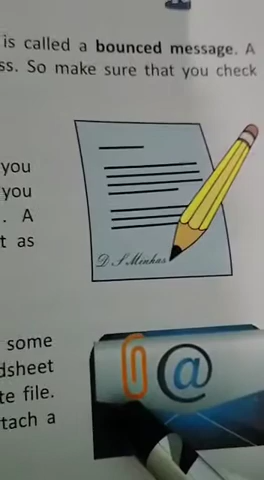 is called a bounced message. A
ss. So make sure that you check
you
you
. A
t as
D S Minhas
some
dsheet
te file.
tach a
@